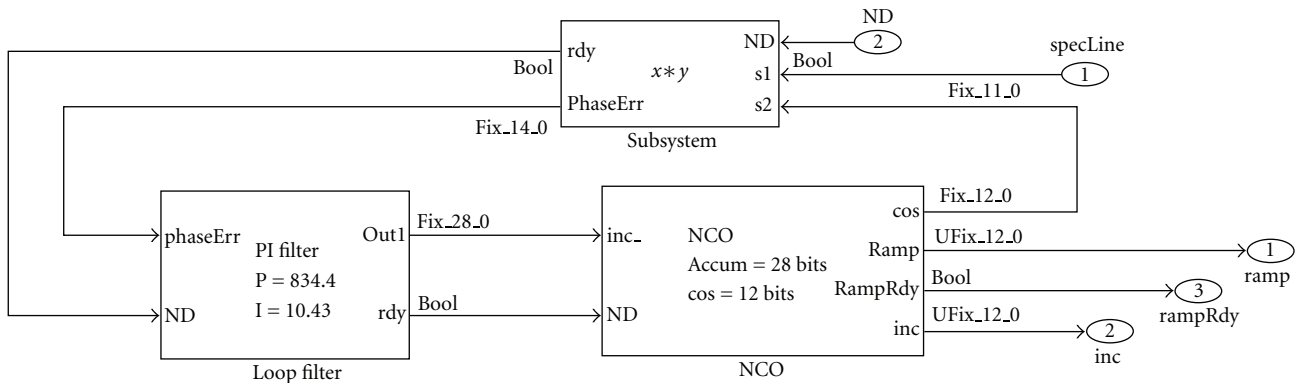 ND
2
specLine
1
rdy
Bool
x∗y
ND
Bool
s1
Fix_11_0
PhaseErr
s2
Fix_14_0
Subsystem
phaseErr
PI filter
P = 834.4
I = 10.43
Out1
Fix_28_0
ND
rdy
Bool
Loop filter
inc_
NCO
Accum = 28 bits
cos = 12 bits
ND
cos
Fix_12_0
Ramp
UFix_12_0
1
ramp
RampRdy
Bool
3
rampRdy
inc
UFix_12_0
2
inc
NCO